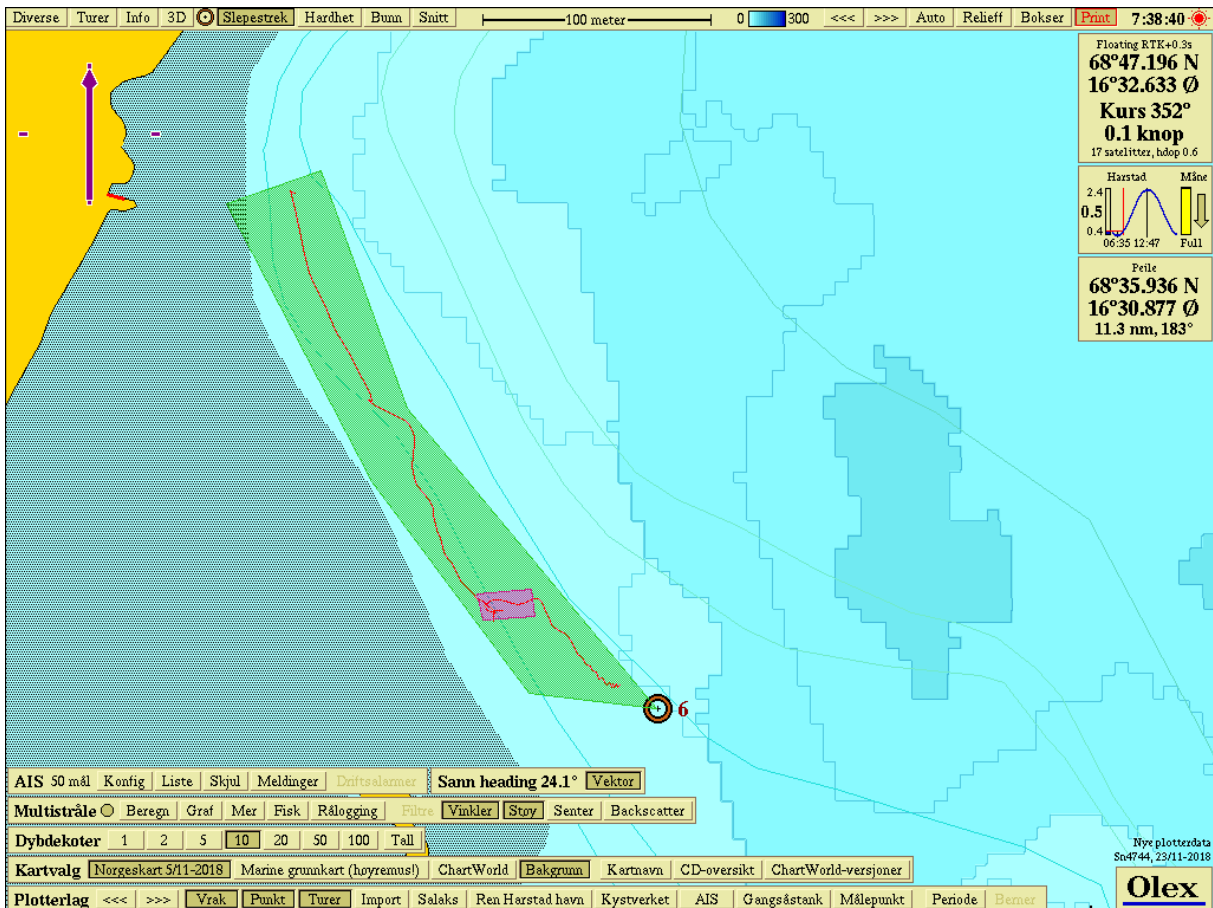 Diverse Turer Info 3D Slepestrek Hardhet Bunn Snitt 100 meter 0 300 <<< >>> Auto Relieff Bokser Print 7:38:40
Floating RTK+0.3s
68°47.196 N
16°32.633 Ø
Kurs 352°
0.1 knop
17 satelitter, hdop 0.6
Harstad Måne
2.4
0.5
0.4
06:35 12:47 Full
Peile
68°35.936 N
16°30.877 Ø
11.3 nm, 183°
6
AIS 50 mål Konfig Liste Skjul Meldinger Driftsalarmer Sann heading 24.1° Vektor
Multistråle Beregn Graf Mer Fisk Rålogging Filtre Vinkler Støy Senter Backscatter
Dybdekoter 1 2 5 10 20 50 100 Tall
Nye plotterdata
Sn4744, 23/11-2018
Kartvalg Norgeskart 5/11-2018 Marine grunnkart (høyremus!) ChartWorld Bakgrunn Kartnavn CD-oversikt ChartWorld-versjoner
Plotterlag <<< >>> Vrak Punkt Turer Import Salaks Ren Harstad havn Kystverket AIS Gangsåstank Målepunkt Periode Berner
Olex